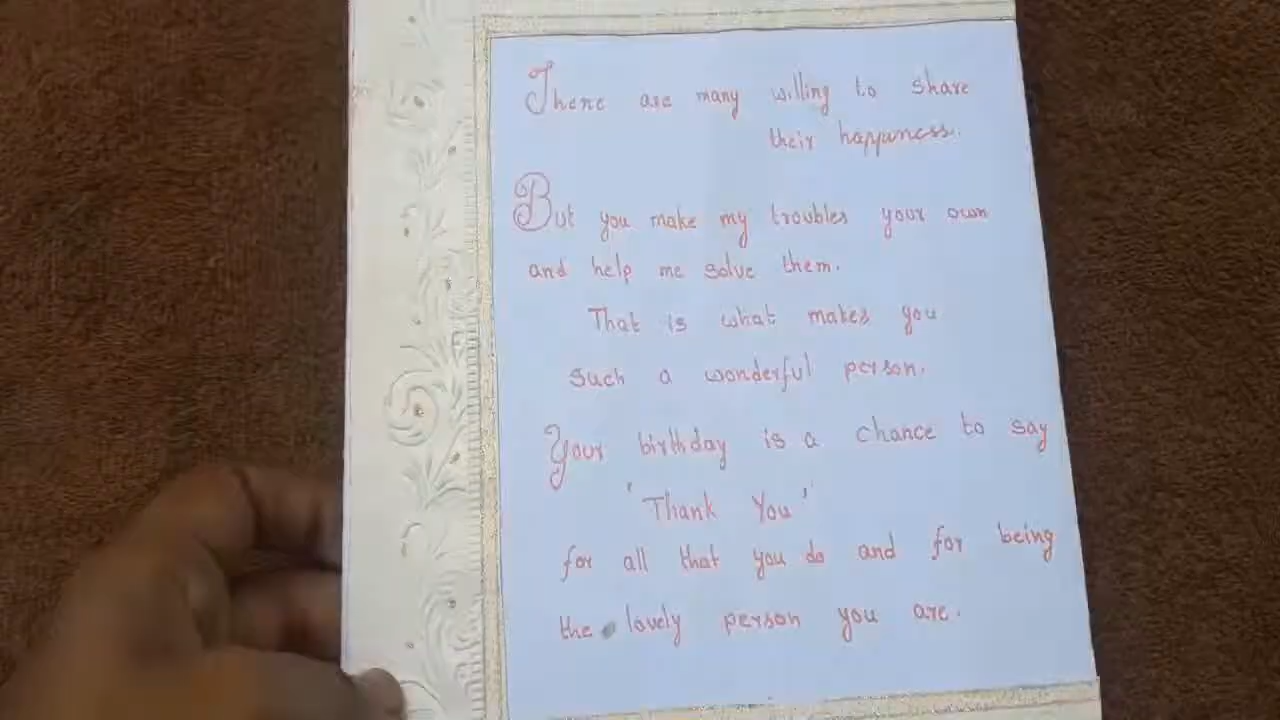 There are many willing to share
their happiness.
But you make my troubles your own
and help me solve them.
That is what makes you
such a wonderful person.
Your birthday is a chance to say
'Thank You'
for all that you do and for being
the lovely person you are.